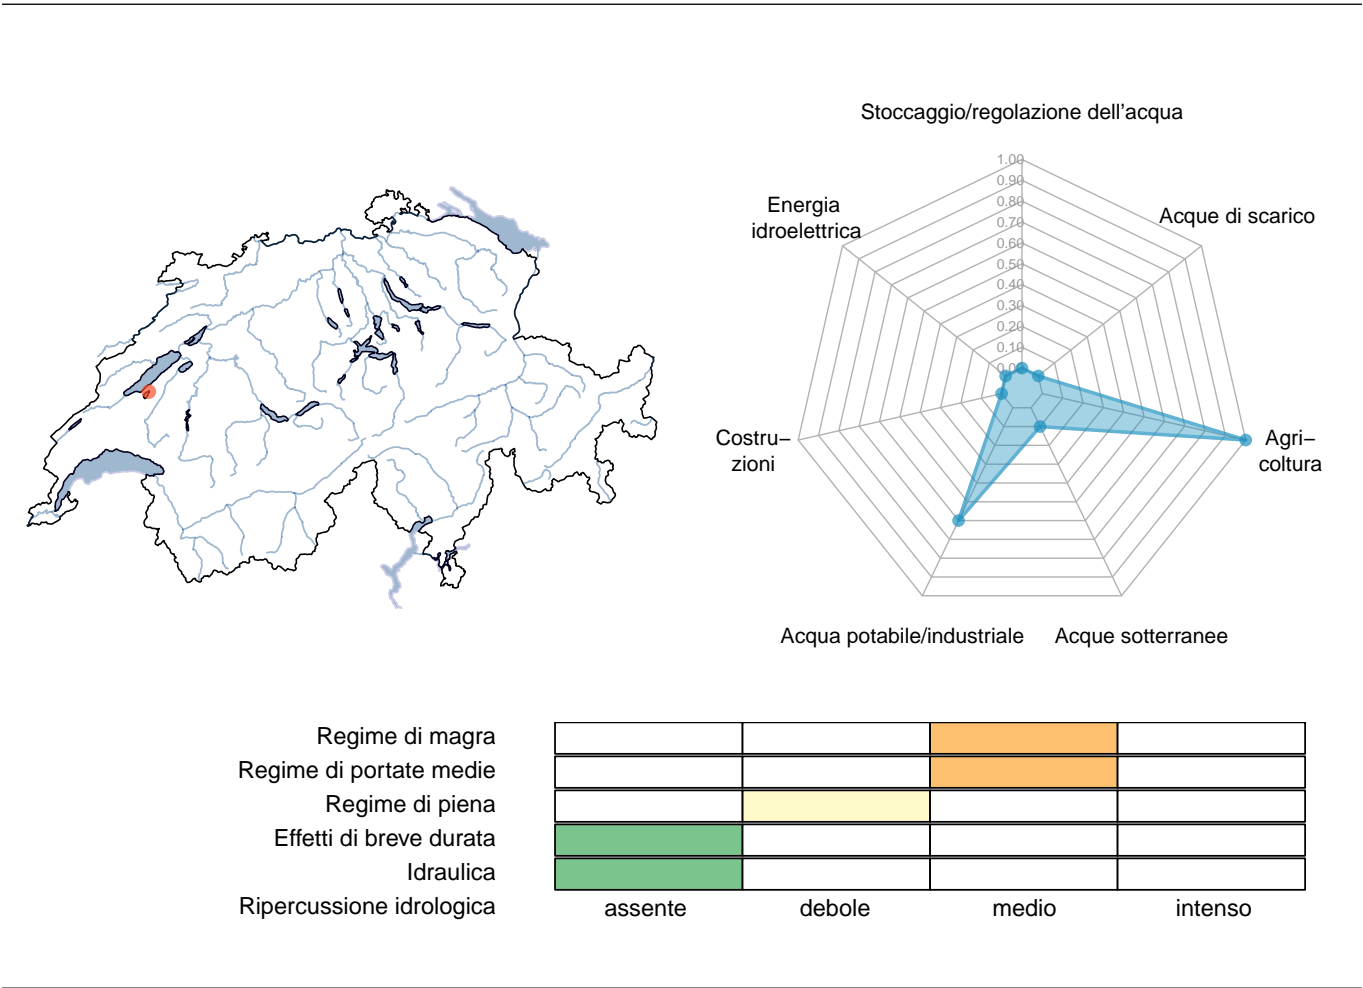 Stoccaggio/regolazione dell'acqua
Energia
idroelettrica
Acque di scarico
1.00
0.90
0.80
0.70
0.60
0.50
0.40
0.30
0.20
0.10
Costru–
zioni
Agri–
coltura
Acqua potabile/industriale
Acque sotterranee
Regime di magra
Regime di portate medie
Regime di piena
Effetti di breve durata
Idraulica
Ripercussione idrologica assente debole medio intenso